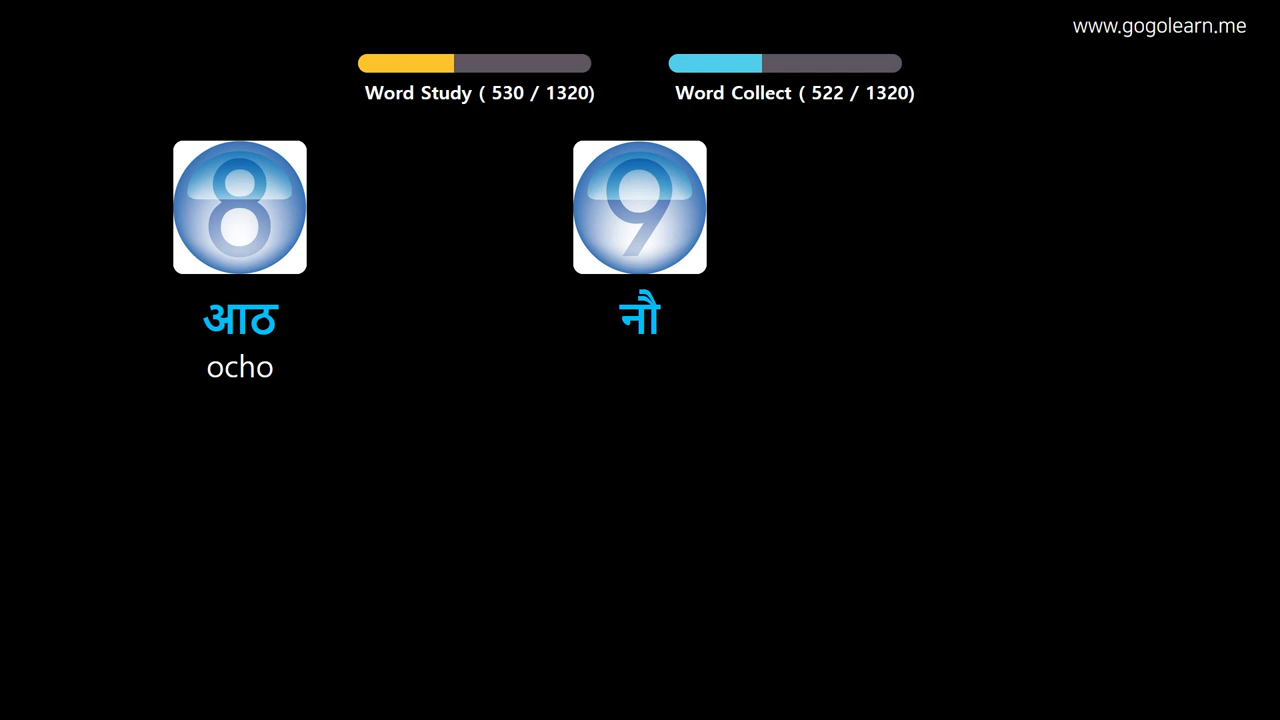 www.gogolearn.me
Word Study ( 530 / 1320)
Word Collect ( 522 / 1320)
8
9
आठ
नौ
ocho